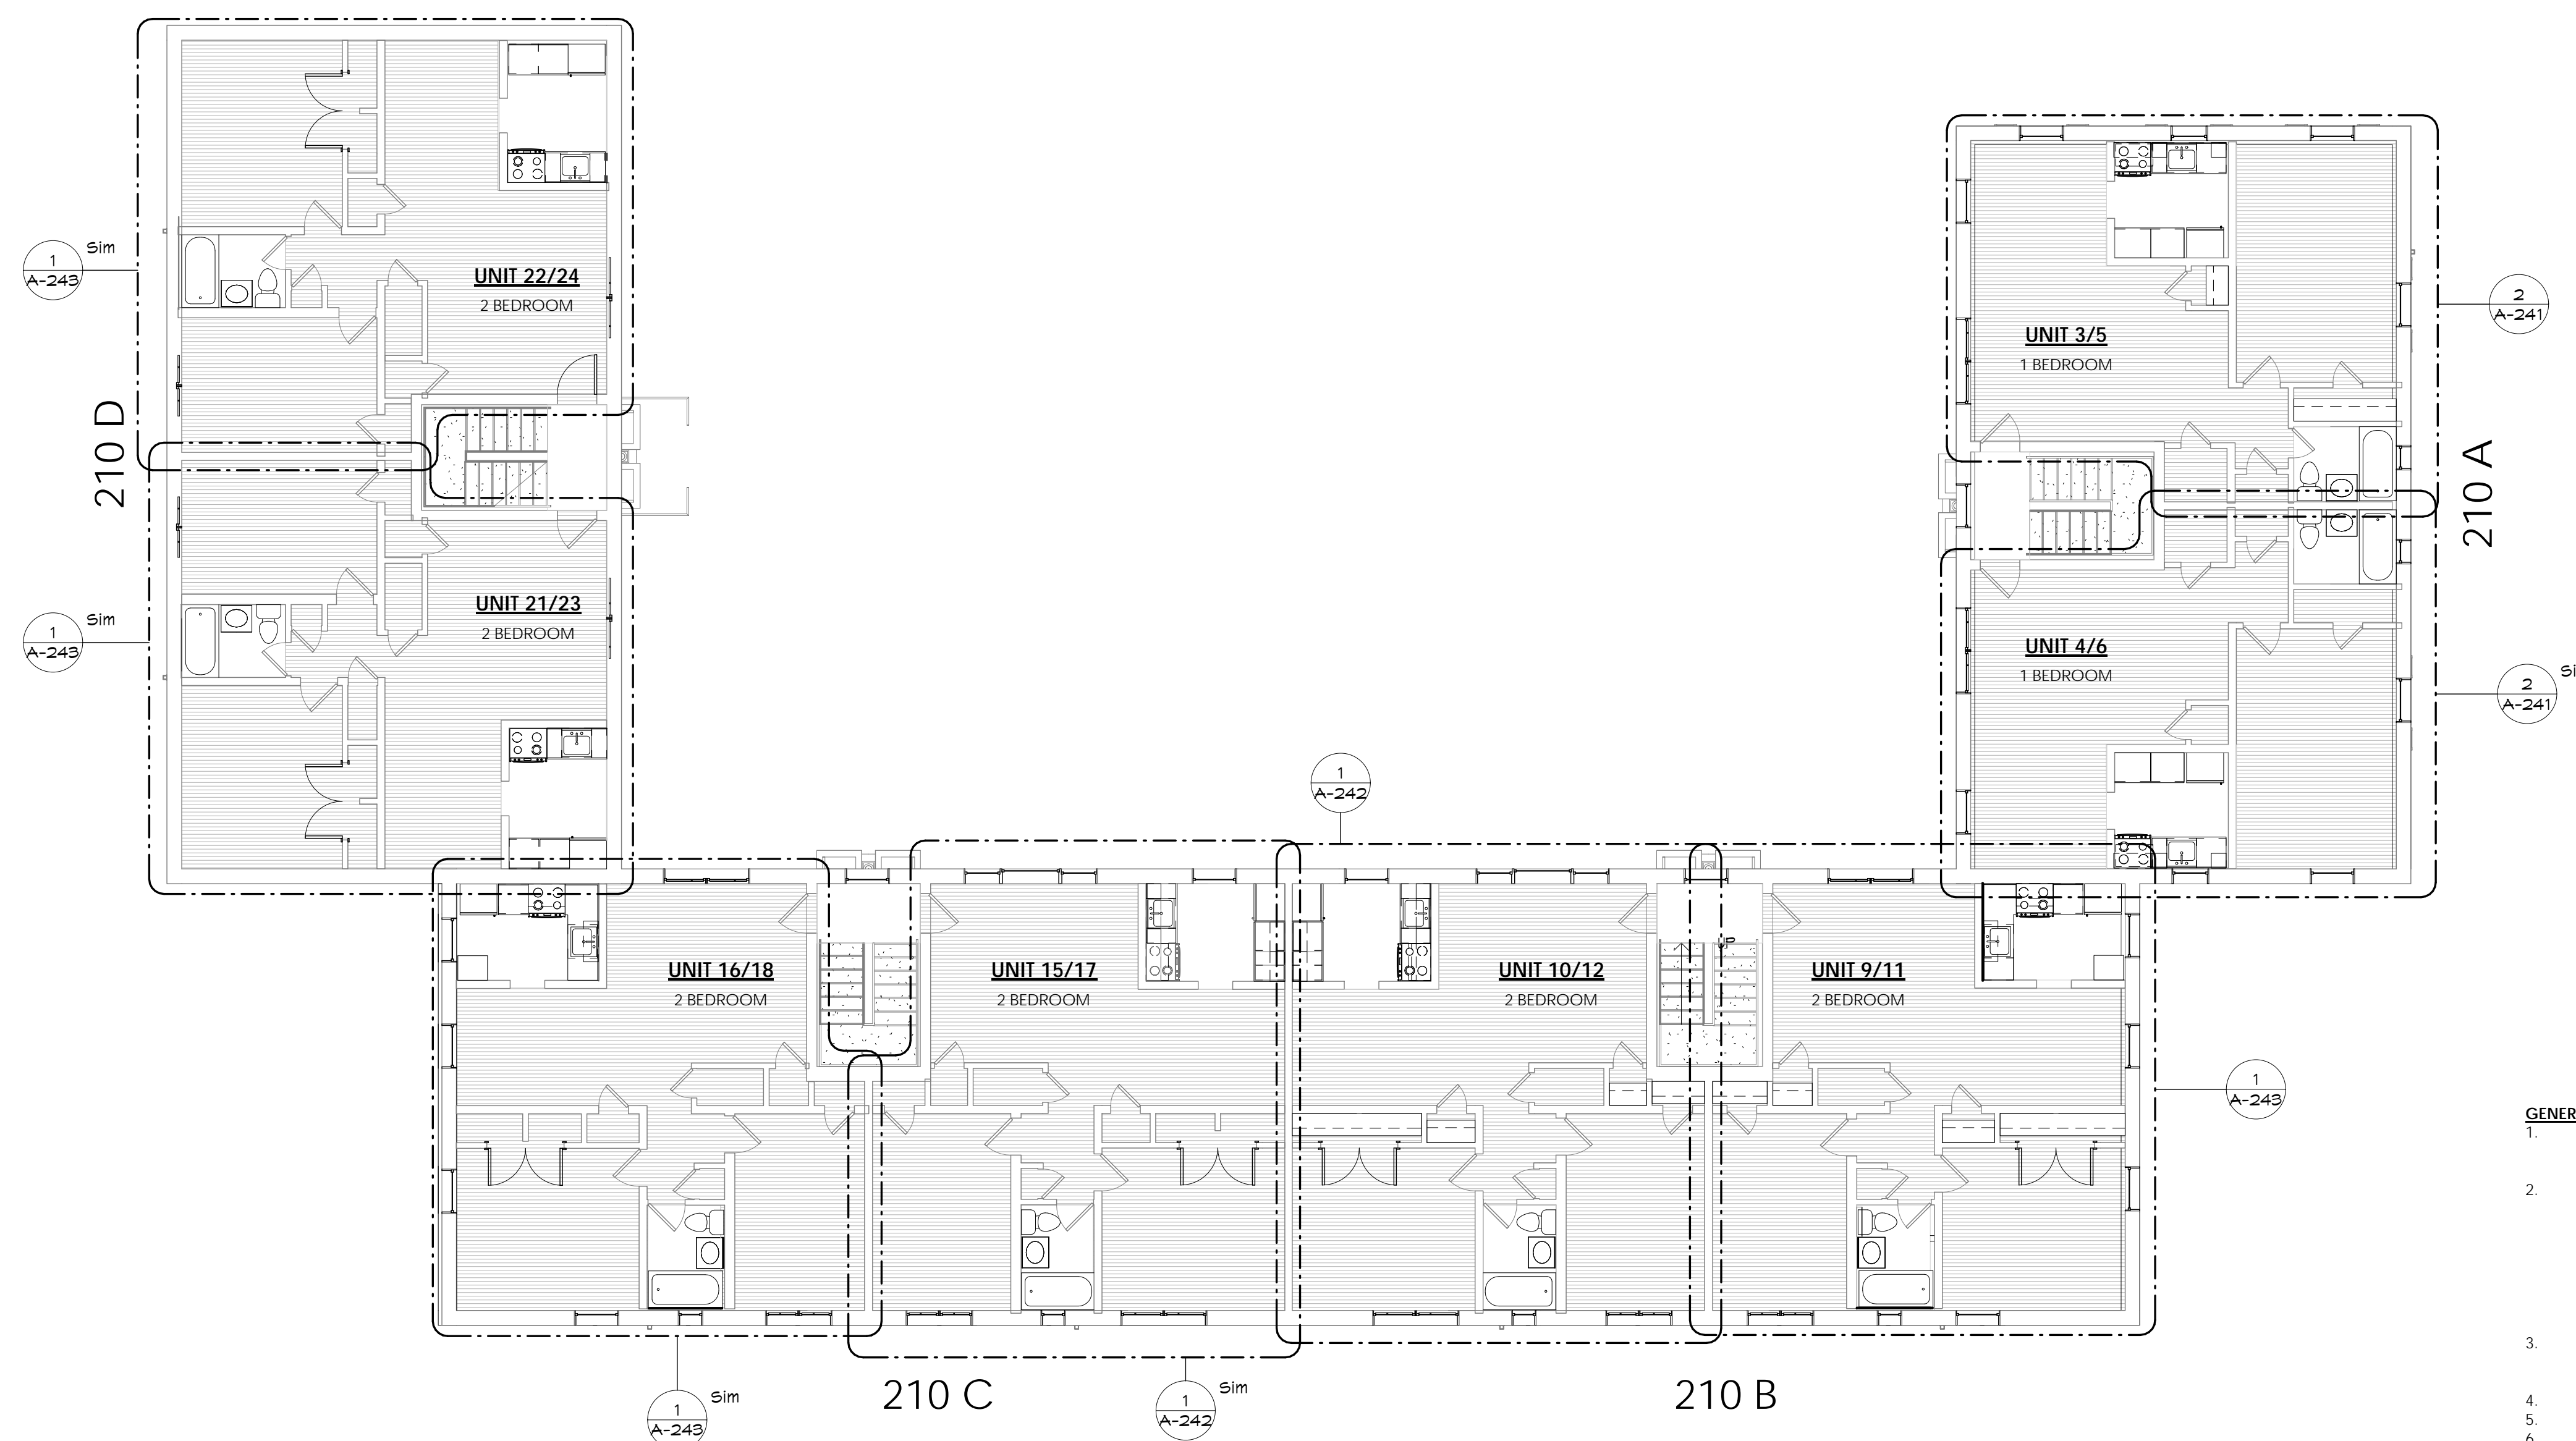 Sim
1
A-243
UNIT 22/24
2 BEDROOM
210 D
Sim
1
A-243
UNIT 21/23
2 BEDROOM
UNIT 3/5
1 BEDROOM
2
A-241
210 A
UNIT 4/6
1 BEDROOM
2
A-241
Si
1
A-242
UNIT 16/18
2 BEDROOM
UNIT 15/17
2 BEDROOM
UNIT 10/12
2 BEDROOM
UNIT 9/11
2 BEDROOM
1
A-243
GENER
1.
2.
3.
4.
5.
6.
210 C
210 B
1
A-243
Sim
1
A-242
Sim